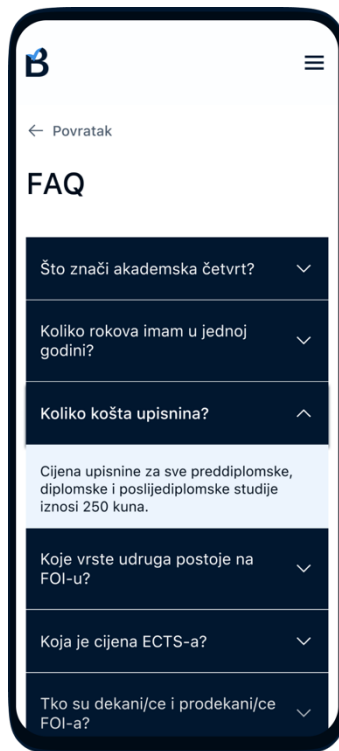 B
← Povratak
FAQ
Što znači akademska četvrt?
Koliko rokova imam u jednoj
godini?
Koliko košta upisnina?
Cijena upisnine za sve preddiplomske,
diplomske i poslijediplomske studije
iznosi 250 kuna.
Koje vrste udruga postoje na
FOI-u?
Koja je cijena ECTS-a?
Tko su dekani/ce i prodekani/ce
FOI-a?